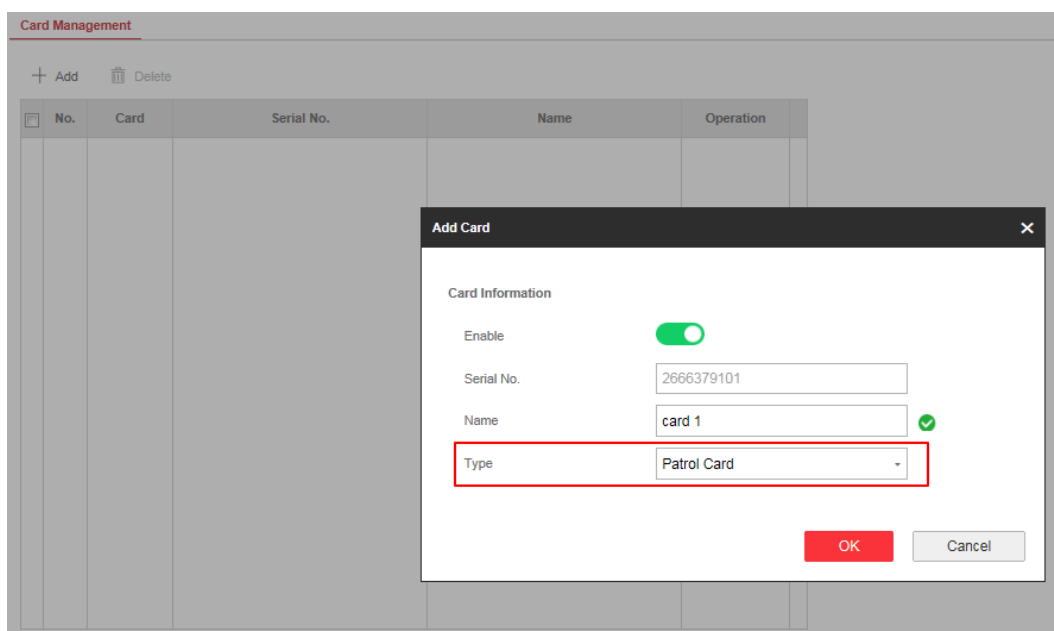 Card Management
Add Delete
No. Card Serial No. Name Operation
Add Card
Card Information
Enable
Serial No. 2666379101
Name card 1
Type Patrol Card
OK Cancel